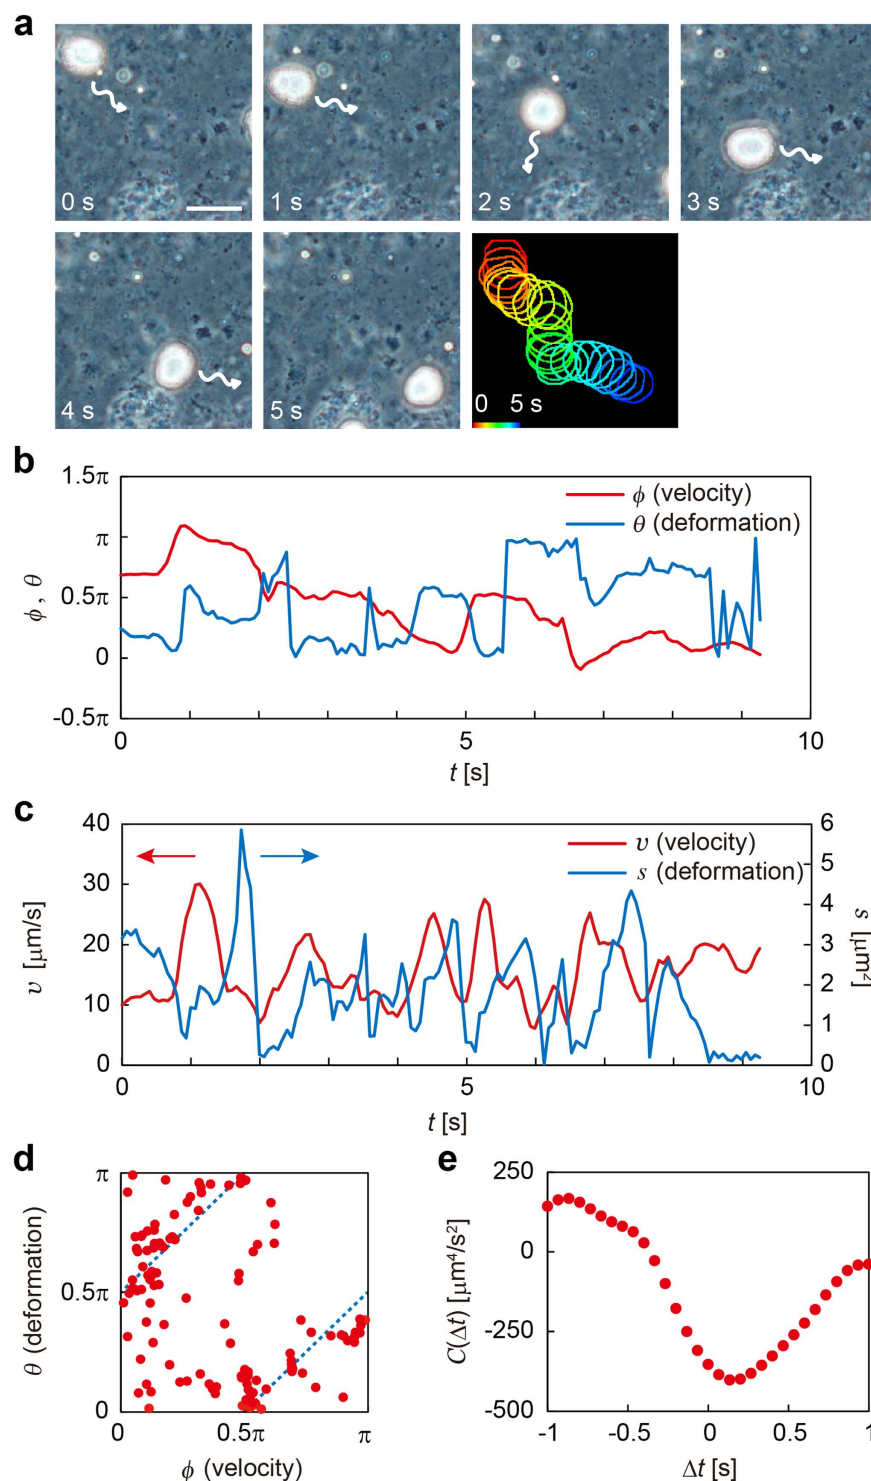 a
0 s
1 s
2 s
3 s
4 s
5 s
0 5 s
b
1.5π
π
0.5π
0
-0.5π
ϕ , θ
ϕ (velocity)
θ (deformation)
0
5
10
t [s]
c
40
30
20
10
0
v [μm/s]
v (velocity)
s (deformation)
6
5
4
3
2
1
0
s [μm²]
0
5
10
t [s]
d
π
0.5π
0
θ (deformation)
0
0.5π
π
ϕ (velocity)
e
250
0
-250
-500
C(Δt) [μm⁴/s²]
-1
-0.5
0
0.5
1
Δt [s]